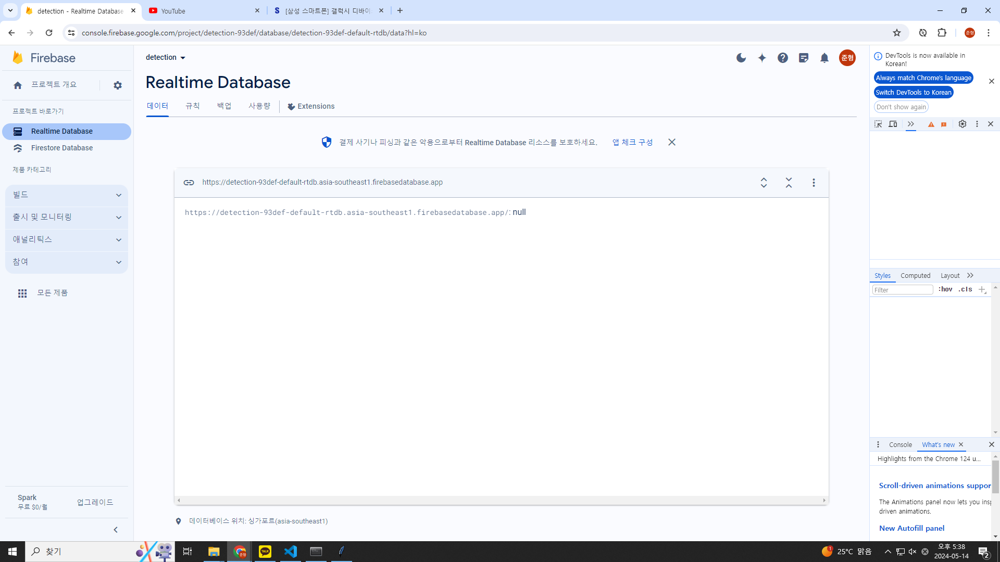 detection - Realtime Database
YouTube
[삼성 스마트폰] 갤럭시 디바이
console.firebase.google.com/project/detection-93def/database/detection-93def-default-rtdb/data?hl=ko
준형
Firebase
프로젝트 개요
프로젝트 바로가기
Realtime Database
Firestore Database
제품 카테고리
빌드
출시 및 모니터링
애널리틱스
참여
모든 제품
Spark
무료 $0/월
업그레이드
detection
준형
Realtime Database
데이터
규칙
백업
사용량
Extensions
결제 사기나 피싱과 같은 악용으로부터 Realtime Database 리소스를 보호하세요.
앱 체크 구성
https://detection-93def-default-rtdb.asia-southeast1.firebasedatabase.app
https://detection-93def-default-rtdb.asia-southeast1.firebasedatabase.app/: null
데이터베이스 위치: 싱가포르(asia-southeast1)
DevTools is now available in
Korean!
Always match Chrome's language
Switch DevTools to Korean
Don't show again
Styles
Computed
Layout
Filter
:hov
.cls
Console
What's new
Highlights from the Chrome 124 u...
Scroll-driven animations suppor
The Animations panel now lets you insp
driven animations.
New Autofill panel
찾기
TALK
준형
1
25°C 맑음
오후 5:38
2024-05-14
2